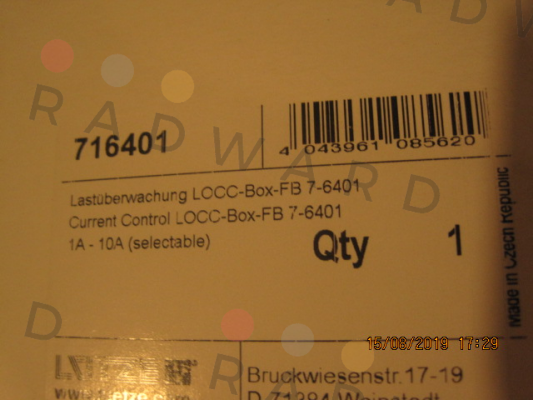 RADWARD
716401
4 043961 085620
Lastüberwachung LOCC-Box-FB 7-6401
Current Control LOCC-Box-FB 7-6401
1A - 10A (selectable)
Qty 1
Made in Czech Republic
15/08/2019 17:29
Bruckwiesenstr.17-19